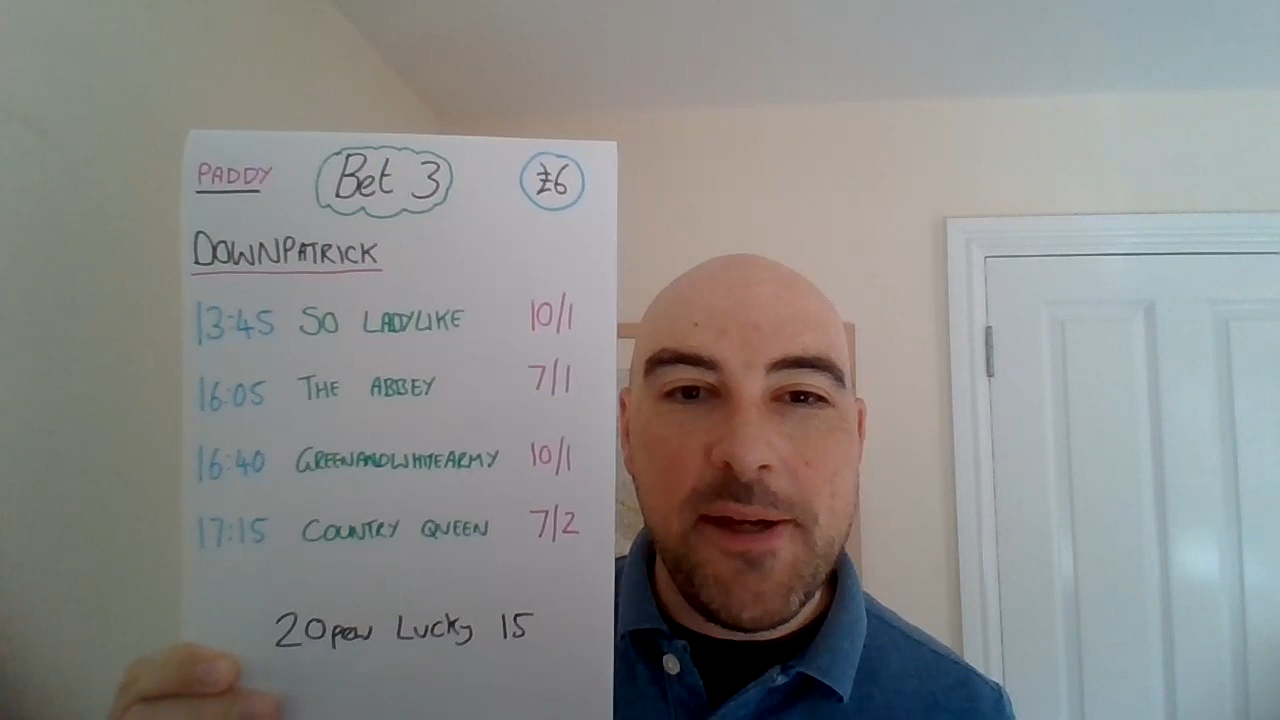 PADDY Bet 3 £6
DOWNPATRICK
13:45 SO LADYLIKE 10/1
16:05 THE ABBEY 7/1
16:40 GREENANDWHITEARMY 10/1
17:15 COUNTRY QUEEN 7/2
20pew Lucky 15